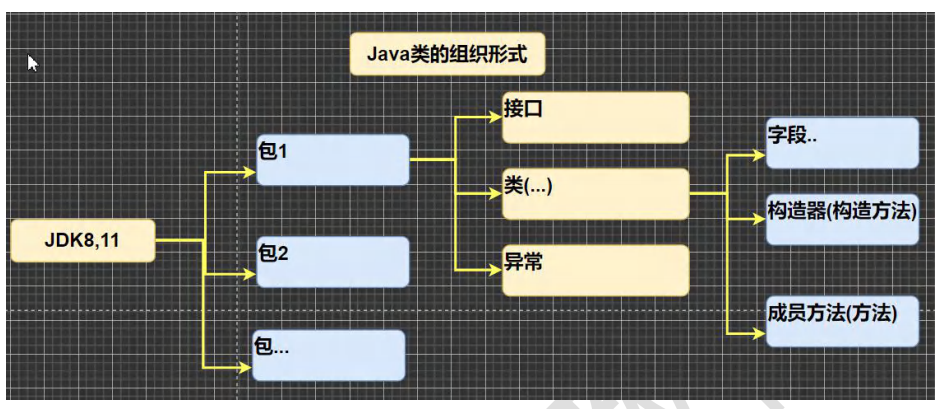 Java类的组织形式
JDK8,11
包1
包2
包...
接口
类(...)
异常
字段..
构造器(构造方法)
成员方法(方法)